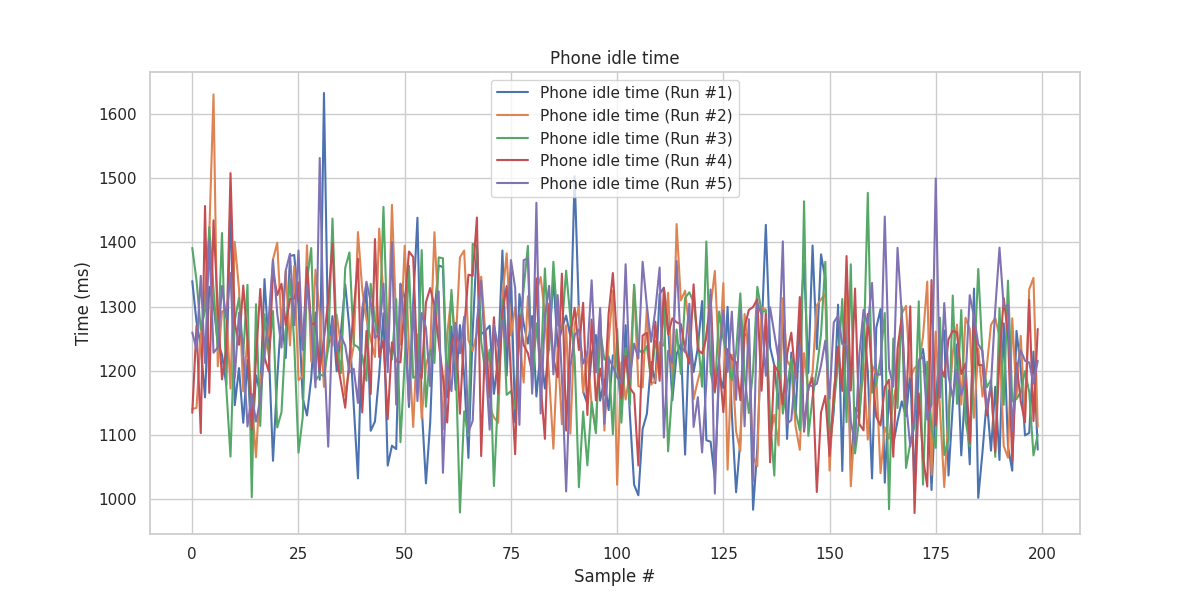 Phone idle time
Phone idle time (Run #1)
Phone idle time (Run #2)
Phone idle time (Run #3)
Phone idle time (Run #4)
Phone idle time (Run #5)
Time (ms)
1600
1500
1400
1300
1200
1100
1000
0 25 50 75 100 125 150 175 200
Sample #